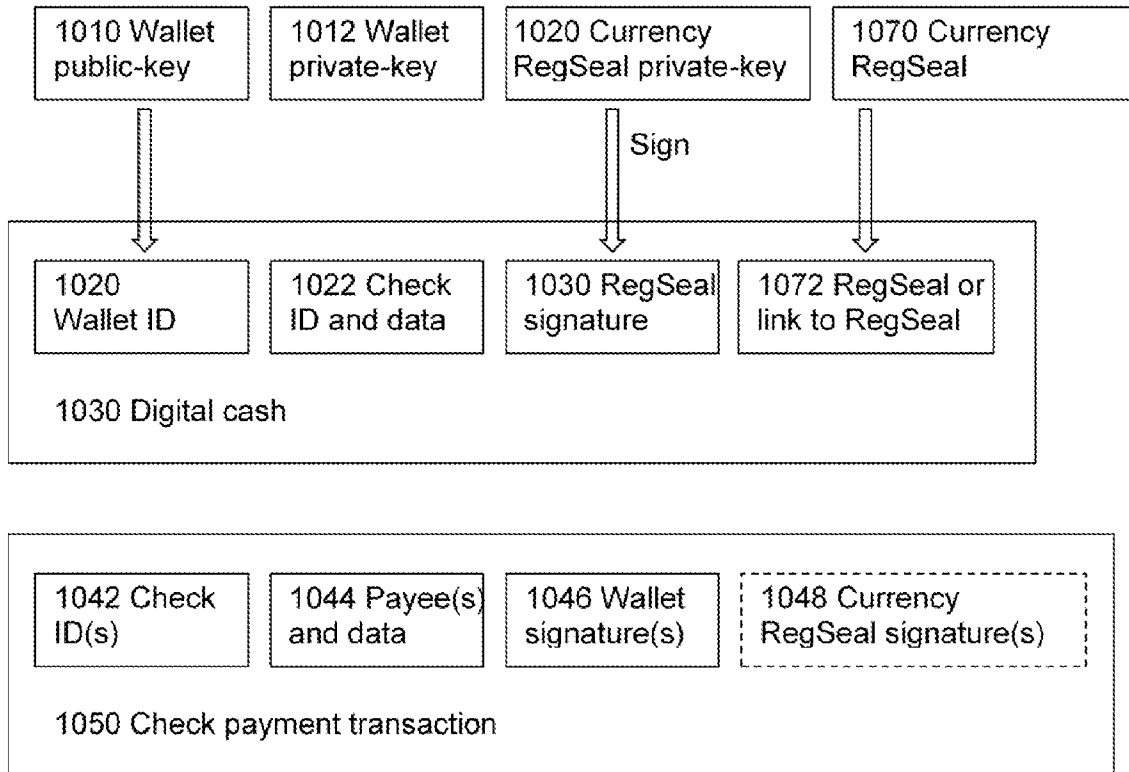 1010 Wallet
public-key
1012 Wallet
private-key
1020 Currency
RegSeal private-key
1070 Currency
RegSeal
Sign
1020
Wallet ID
1022 Check
ID and data
1030 RegSeal
signature
1072 RegSeal or
link to RegSeal
1030 Digital cash
1042 Check
ID(s)
1044 Payee(s)
and data
1046 Wallet
signature(s)
1048 Currency
RegSeal signature(s)
1050 Check payment transaction